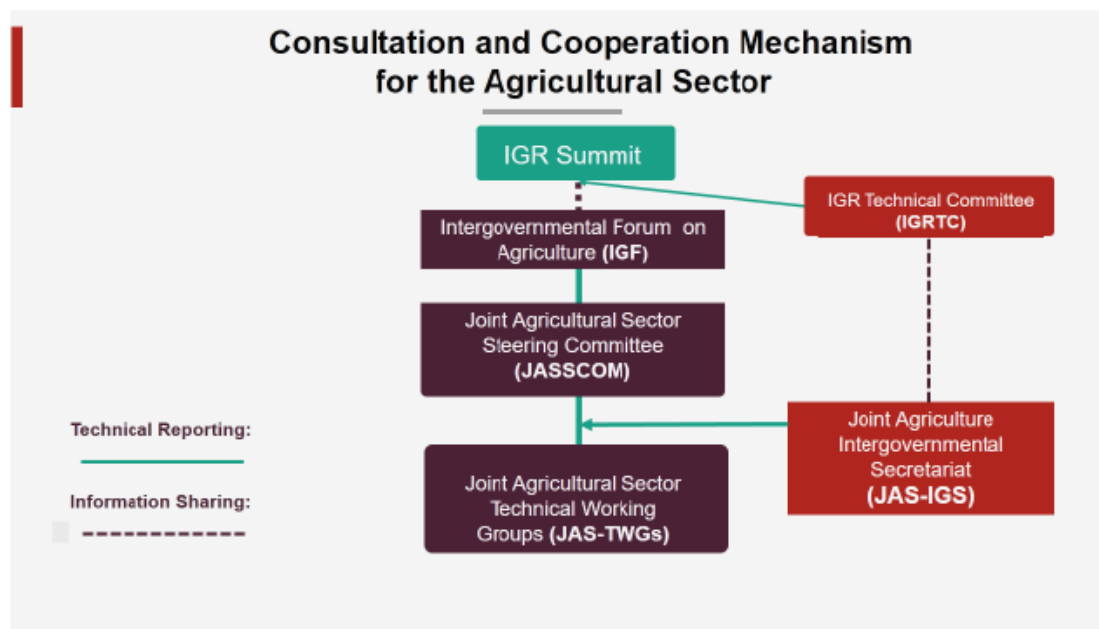 Consultation and Cooperation Mechanism
for the Agricultural Sector
IGR Summit
IGR Technical Committee
(IGRTC)
Intergovernmental Forum on
Agriculture (IGF)
Joint Agricultural Sector
Steering Committee
(JASSCOM)
Joint Agriculture
Intergovernmental
Secretariat
(JAS-IGS)
Technical Reporting:
Information Sharing:
Joint Agricultural Sector
Technical Working
Groups (JAS-TWGs)